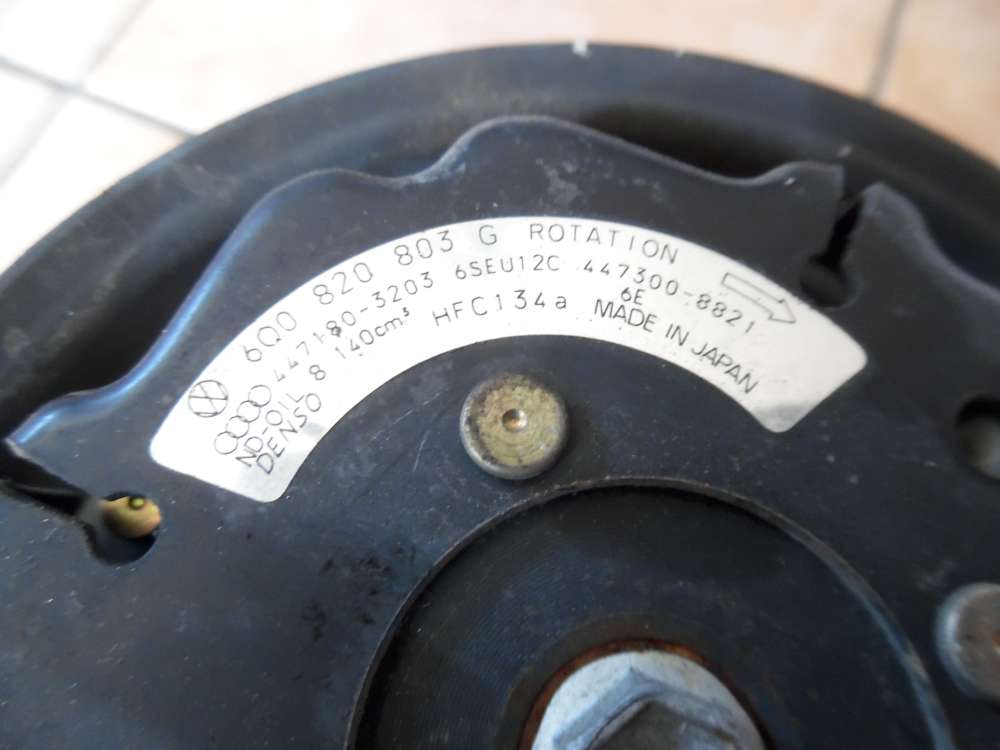 6Q0 820 803 G ROTATION
447180-3203 6SEU12C 447300-8821
ND-OIL 8 140cm³ HFC134a 6E
DENSO MADE IN JAPAN